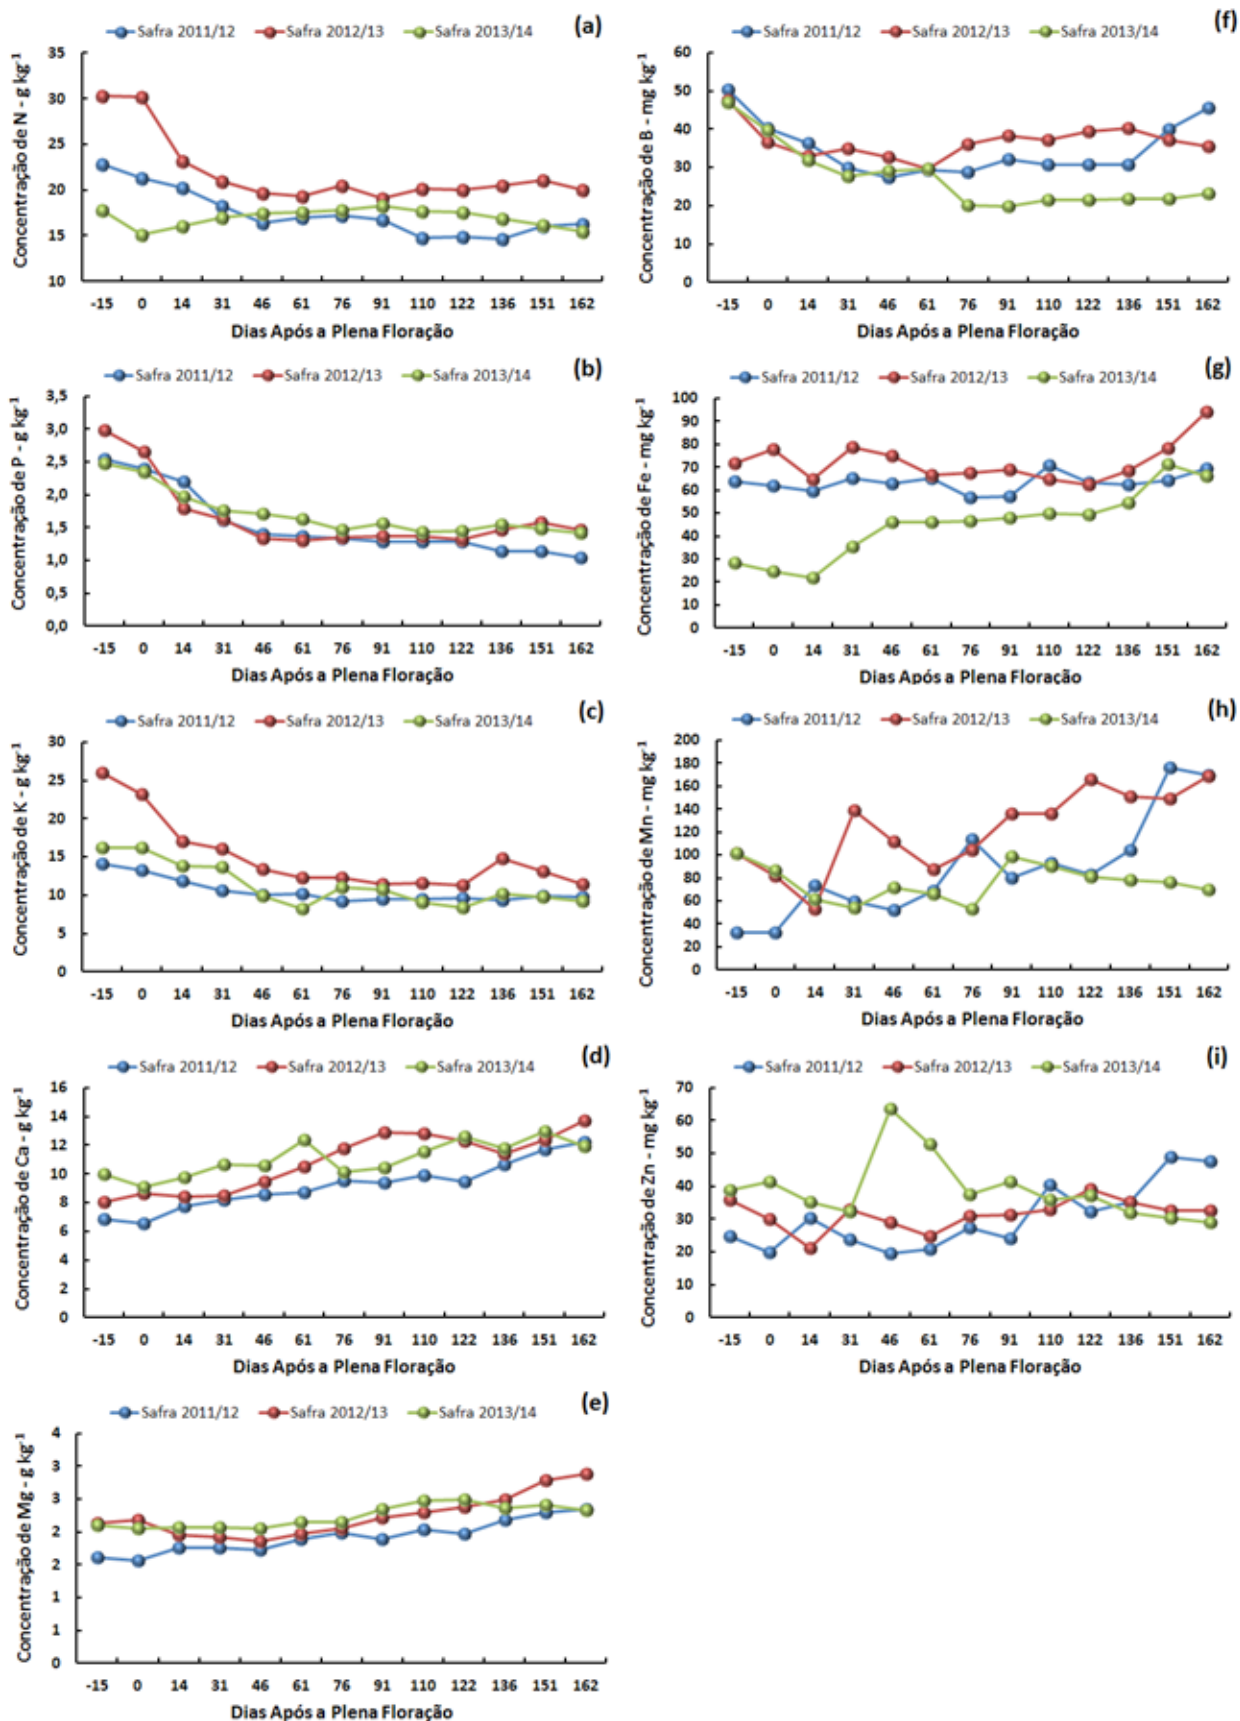 (a)
Safra 2011/12 Safra 2012/13 Safra 2013/14
Concentração de N - g kg⁻¹
35
30
25
20
15
10
-15 0 14 31 46 61 76 91 110 122 136 151 162
Dias Após a Plena Floração
(b)
Safra 2011/12 Safra 2012/13 Safra 2013/14
Concentração de P - g kg⁻¹
3,5
3,0
2,5
2,0
1,5
1,0
0,5
0,0
-15 0 14 31 46 61 76 91 110 122 136 151 162
Dias Após a Plena Floração
(c)
Safra 2011/12 Safra 2012/13 Safra 2013/14
Concentração de K - g kg⁻¹
30
25
20
15
10
5
0
-15 0 14 31 46 61 76 91 110 122 136 151 162
Dias Após a Plena Floração
(d)
Safra 2011/12 Safra 2012/13 Safra 2013/14
Concentração de Ca - g kg⁻¹
16
14
12
10
8
6
4
2
0
-15 0 14 31 46 61 76 91 110 122 136 151 162
Dias Após a Plena Floração
(e)
Safra 2011/12 Safra 2012/13 Safra 2013/14
Concentração de Mg - g kg⁻¹
4
3
3
2
2
1
1
0
-15 0 14 31 46 61 76 91 110 122 136 151 162
Dias Após a Plena Floração
(f)
Safra 2011/12 Safra 2012/13 Safra 2013/14
Concentração de B - mg kg⁻¹
60
50
40
30
20
10
0
-15 0 14 31 46 61 76 91 110 122 136 151 162
Dias Após a Plena Floração
(g)
Safra 2011/12 Safra 2012/13 Safra 2013/14
Concentração de Fe - mg kg⁻¹
100
90
80
70
60
50
40
30
20
10
0
-15 0 14 31 46 61 76 91 110 122 136 151 162
Dias Após a Plena Floração
(h)
Safra 2011/12 Safra 2012/13 Safra 2013/14
Concentração de Mn - mg kg⁻¹
200
180
160
140
120
100
80
60
40
20
0
-15 0 14 31 46 61 76 91 110 122 136 151 162
Dias Após a Plena Floração
(i)
Safra 2011/12 Safra 2012/13 Safra 2013/14
Concentração de Zn - mg kg⁻¹
70
60
50
40
30
20
10
0
-15 0 14 31 46 61 76 91 110 122 136 151 162
Dias Após a Plena Floração